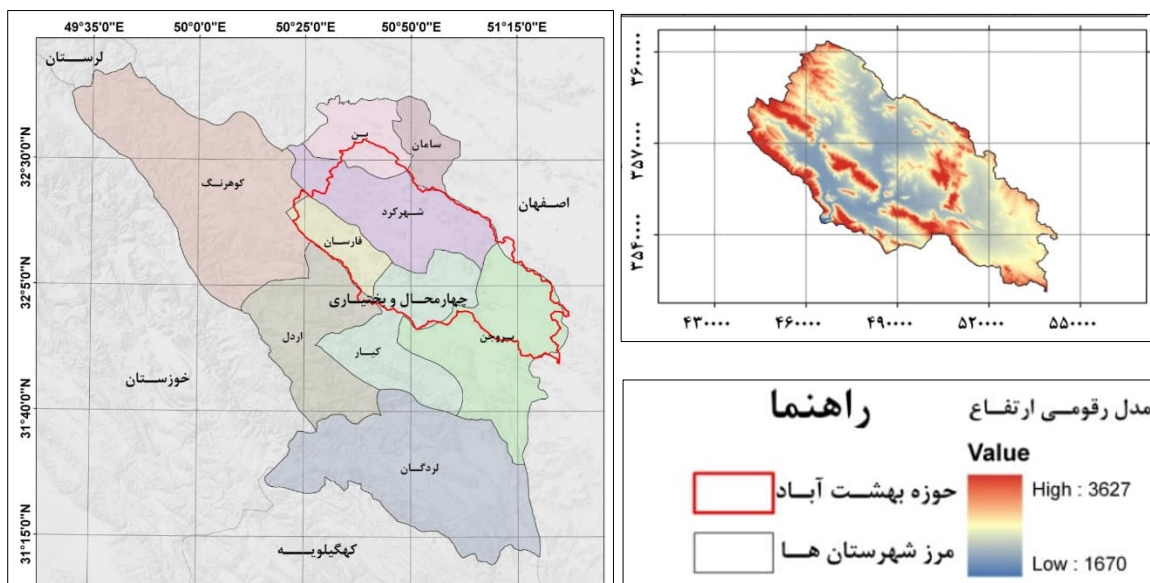 49°35'0"E
50°0'0"E
50°25'0"E
50°50'0"E
51°15'0"E
32°30'0"N
32°5'0"N
31°40'0"N
31°15'0"N
لرستان
بن
سامان
کوهرنگ
شهرکرد
اصفهان
فارسان
چهارمحال و بختیاری
بروجن
اردل
کیار
خوزستان
لردگان
کهگیلویه
۳۶۰۰۰۰۰
۳۵۷۰۰۰۰
۳۵۴۰۰۰۰
۴۳۰۰۰۰
۴۶۰۰۰۰
۴۹۰۰۰۰
۵۲۰۰۰۰
۵۵۰۰۰۰
راهنما
حوزه بهشت آباد
مرز شهرستان ها
مدل رقومی ارتفاع
Value
High : 3627
Low : 1670